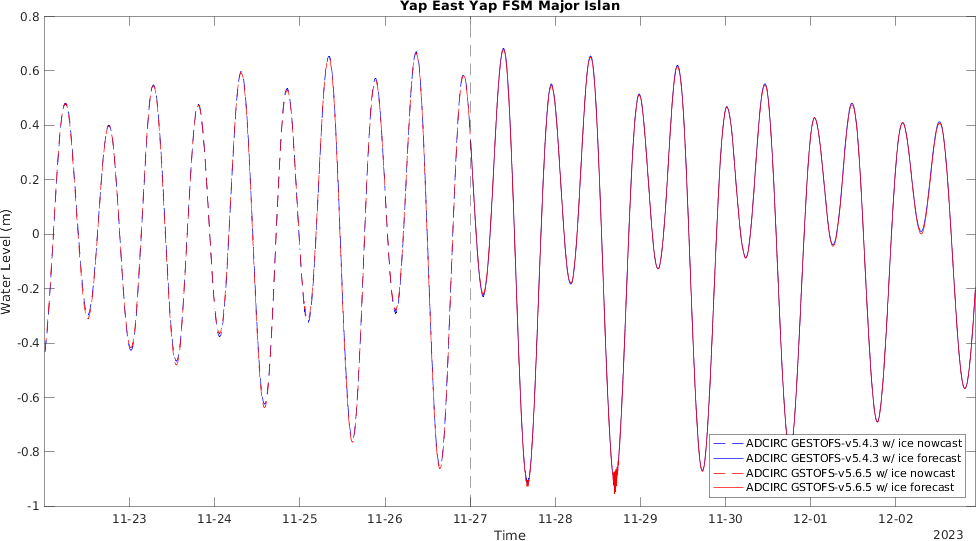 Yap East Yap FSM Major Islan
0.8
0.6
0.4
0.2
0
-0.2
-0.4
-0.6
-0.8
-1
Water Level (m)
11-23 11-24 11-25 11-26 11-27 11-28 11-29 11-30 12-01 12-02
Time
2023
ADCIRC GESTOFS-v5.4.3 w/ ice nowcast
ADCIRC GESTOFS-v5.4.3 w/ ice forecast
ADCIRC GSTOFS-v5.6.5 w/ ice nowcast
ADCIRC GSTOFS-v5.6.5 w/ ice forecast